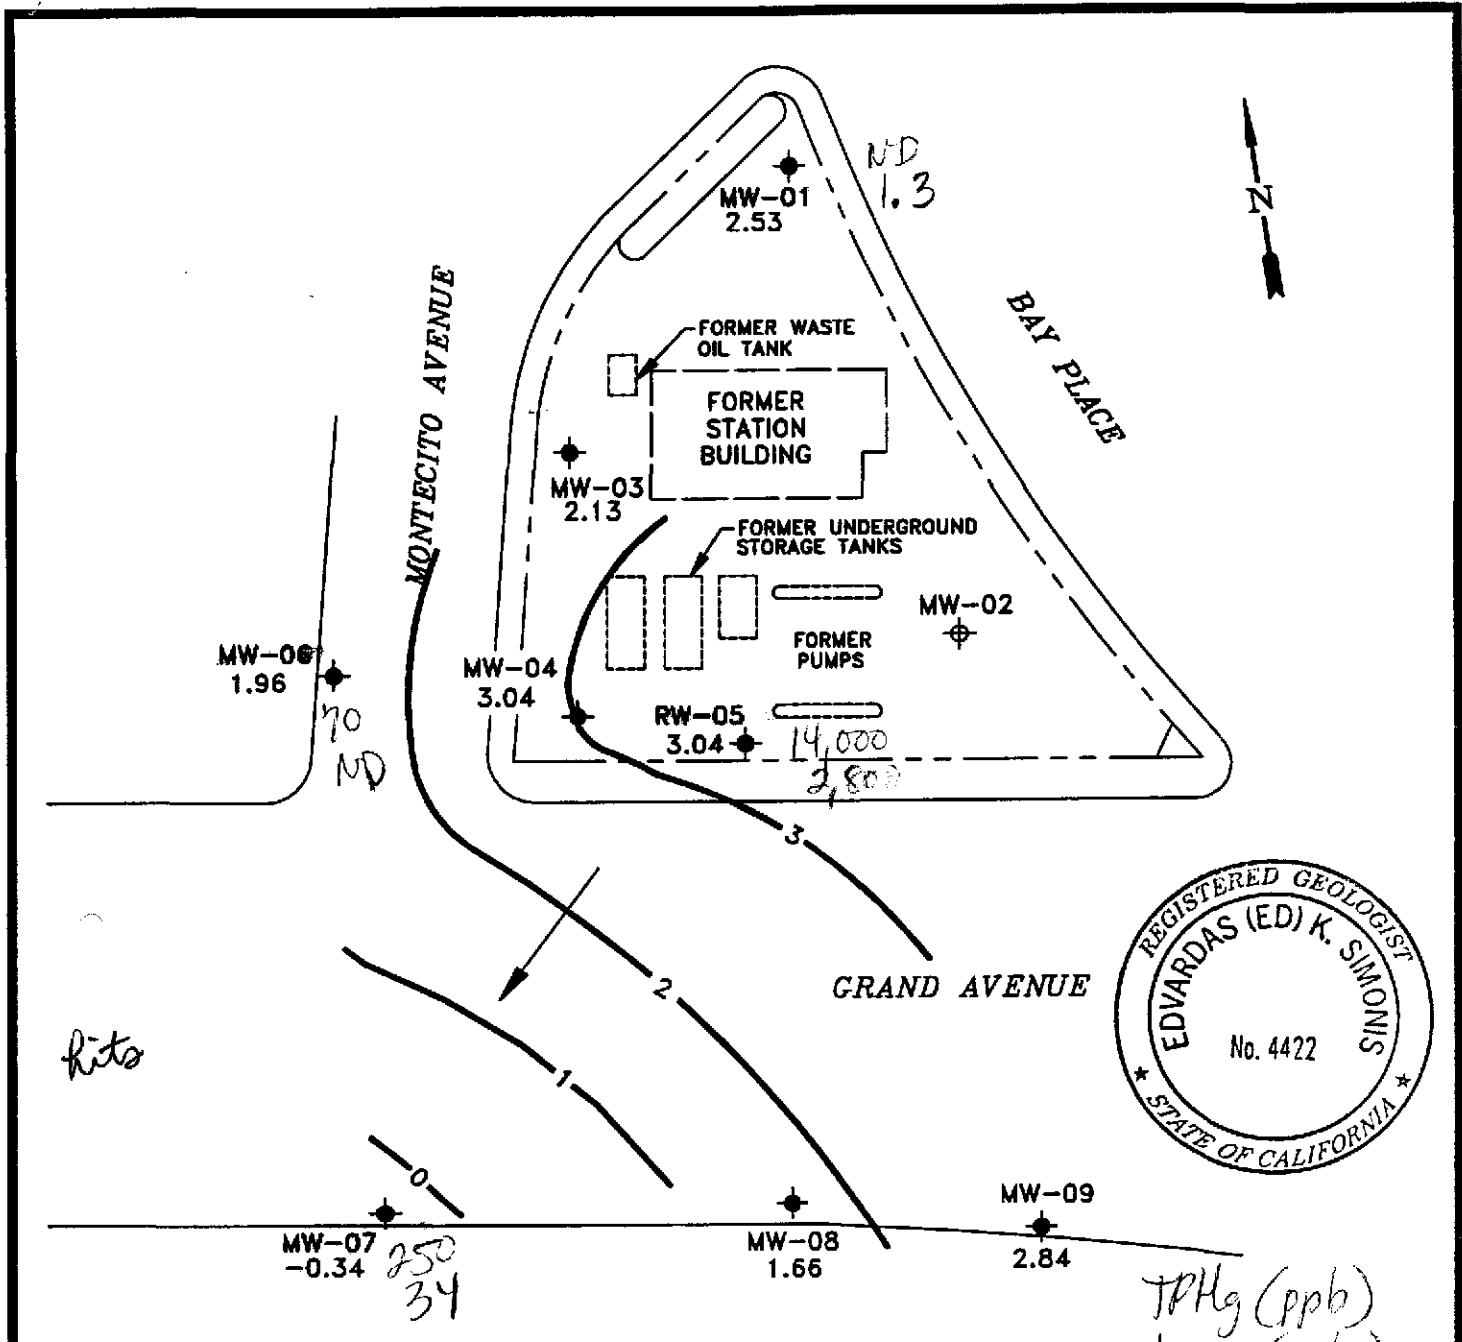 ND
1.3
MW-01
2.53
N
BAY PLACE
MONTECITO AVENUE
FORMER WASTE
OIL TANK
FORMER
STATION
BUILDING
MW-03
2.13
FORMER UNDERGROUND
STORAGE TANKS
MW-02
FORMER
PUMPS
MW-06
1.96
70
ND
MW-04
3.04
RW-05
3.04
14,000
2,800
3
2
1
0
GRAND AVENUE
REGISTERED GEOLOGIST
EDVARDAS (ED) K. SIMONIS
No. 4422
STATE OF CALIFORNIA
hits
MW-07
-0.34
250
34
MW-08
1.66
MW-09
2.84
TPHg (ppb)